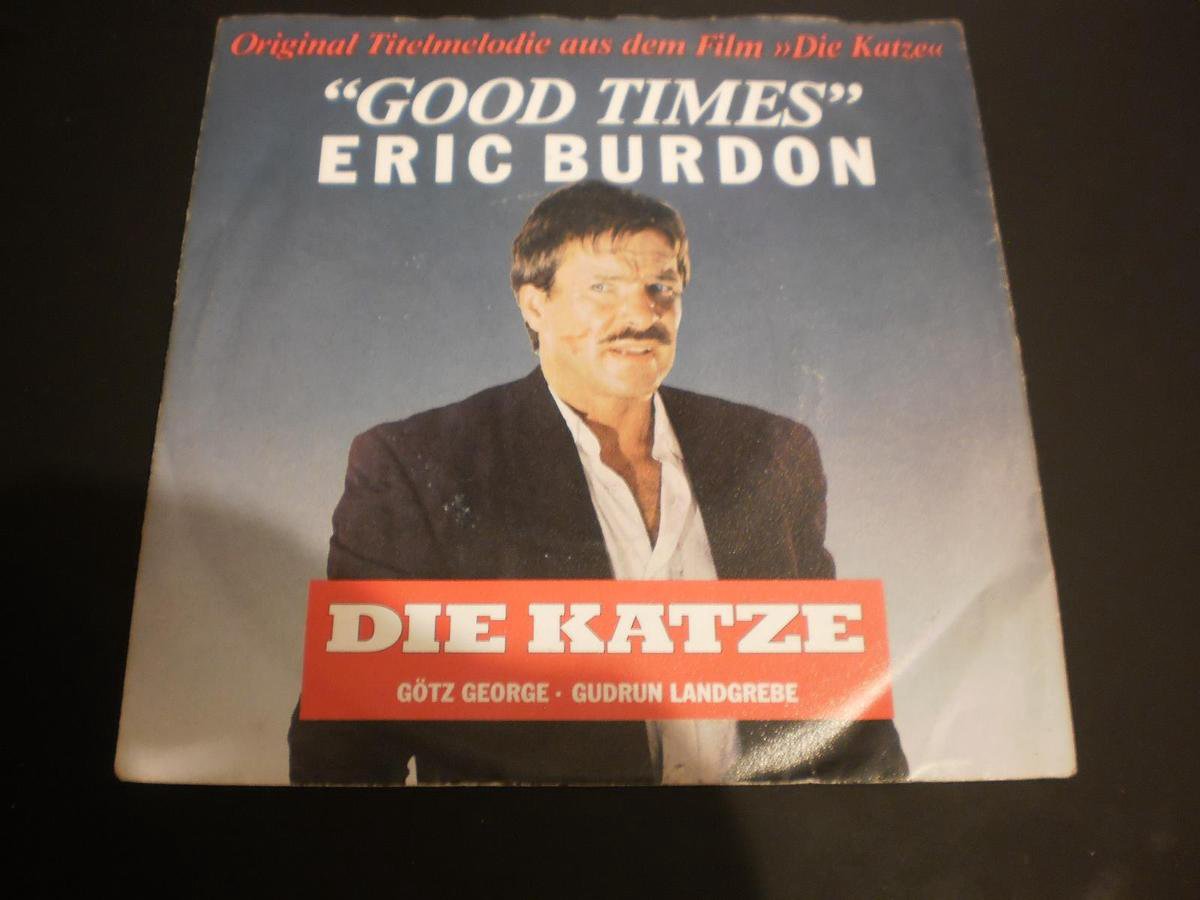 Original Titelmelodie aus dem Film »Die Katze«
“GOOD TIMES”
ERIC BURDON
DIE KATZE
GÖTZ GEORGE · GUDRUN LANDGREBE